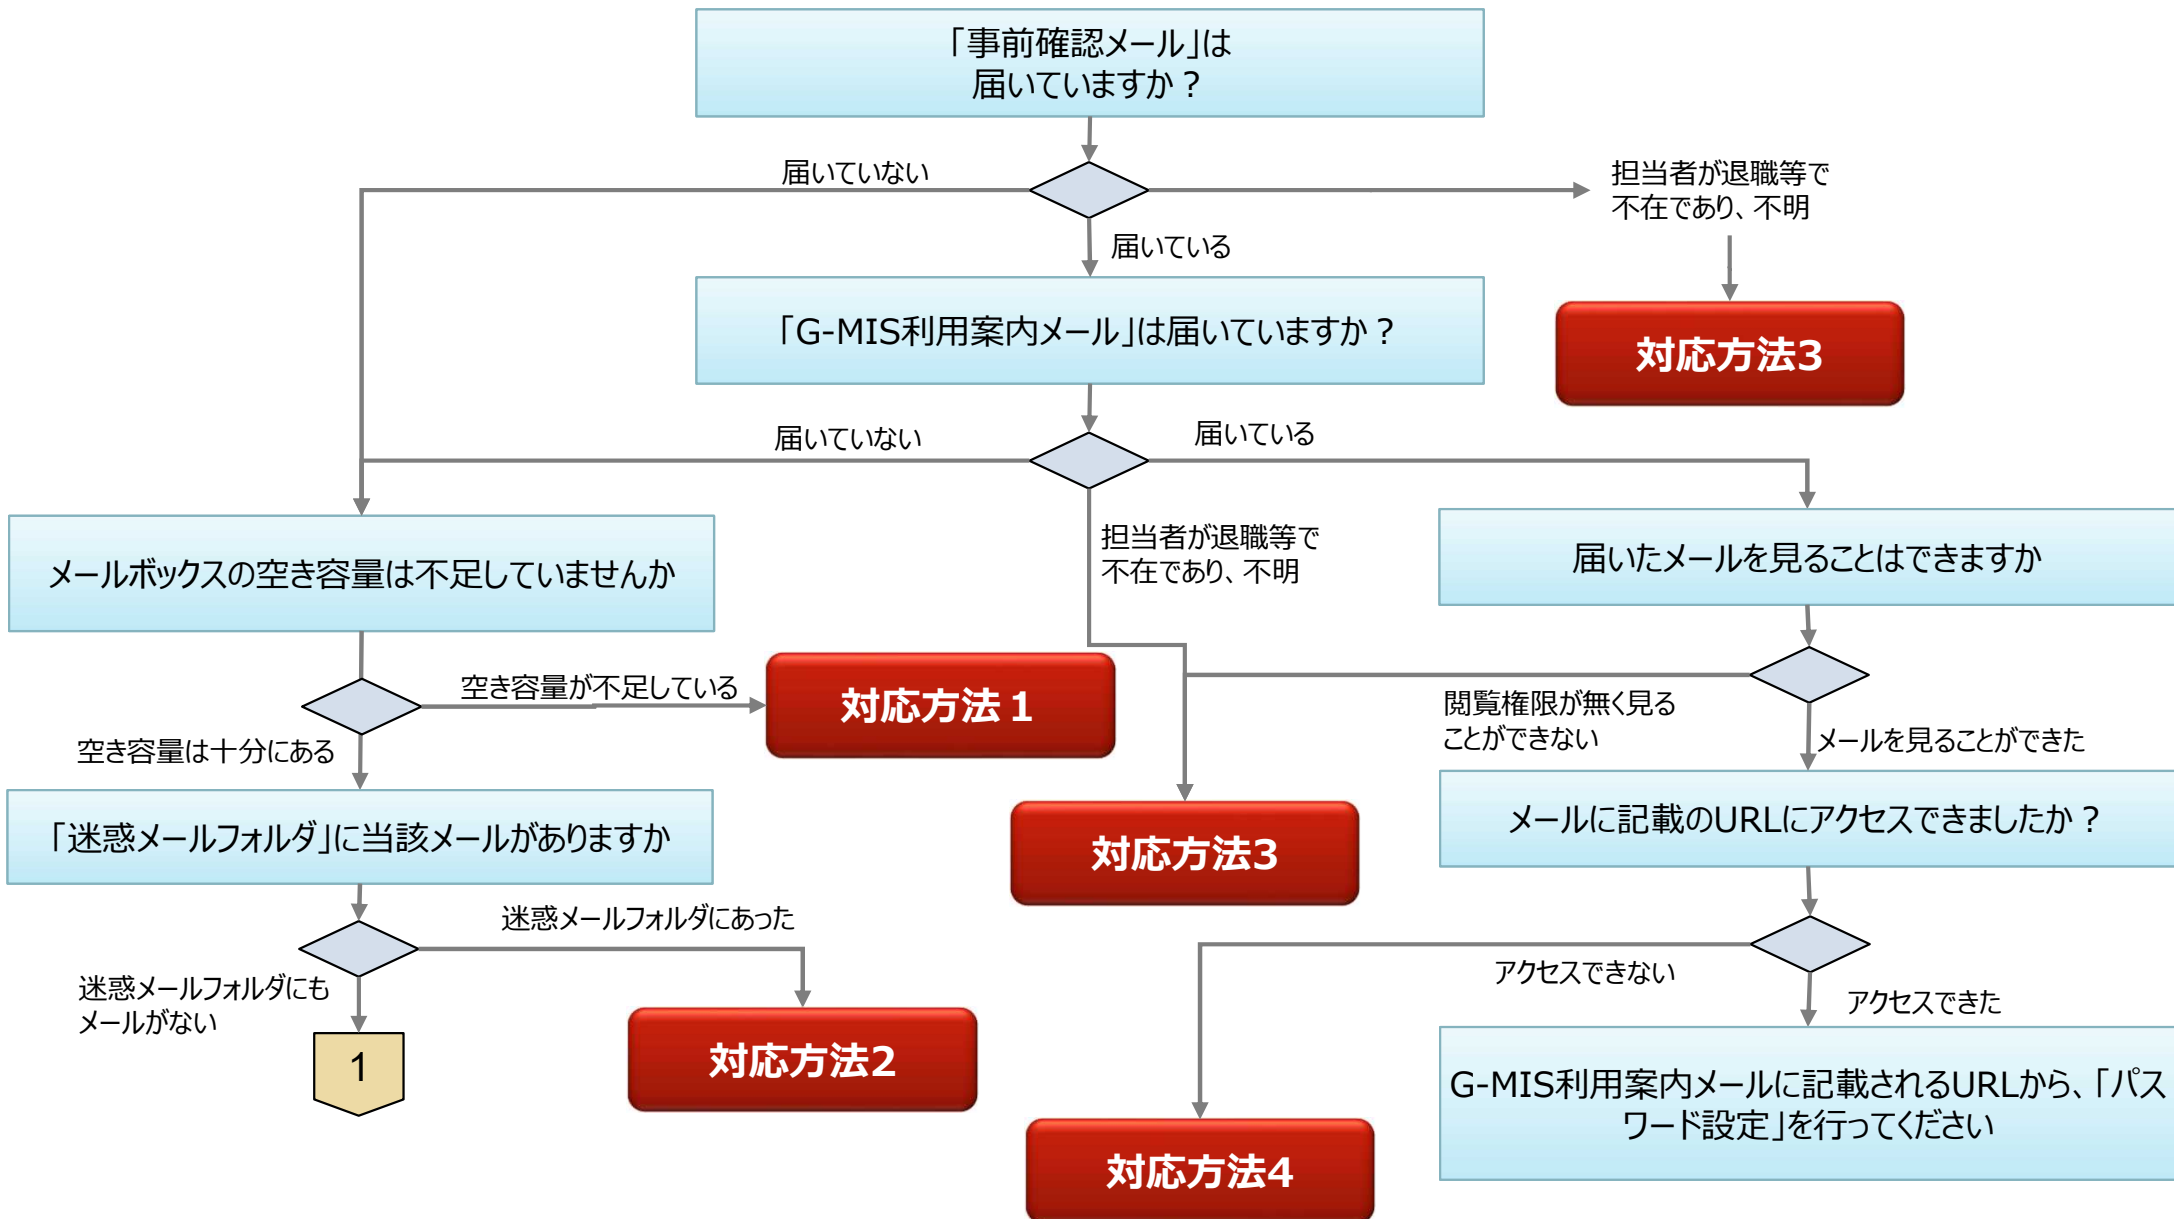 「事前確認メール」は
届いていますか？
届いていない
担当者が退職等で
不在であり、不明
届いている
「G-MIS利用案内メール」は届いていますか？
対応方法3
届いていない
届いている
担当者が退職等で
不在であり、不明
メールボックスの空き容量は不足していませんか
届いたメールを見ることはできますか
空き容量が不足している
対応方法１
閲覧権限が無く見る
ことができない
メールを見ることができた
空き容量は十分にある
「迷惑メールフォルダ」に当該メールがありますか
対応方法3
メールに記載のURLにアクセスできましたか？
迷惑メールフォルダにあった
迷惑メールフォルダにも
メールがない
アクセスできない
アクセスできた
1
対応方法2
G-MIS利用案内メールに記載されるURLから、「パス
ワード設定」を行ってください
対応方法4